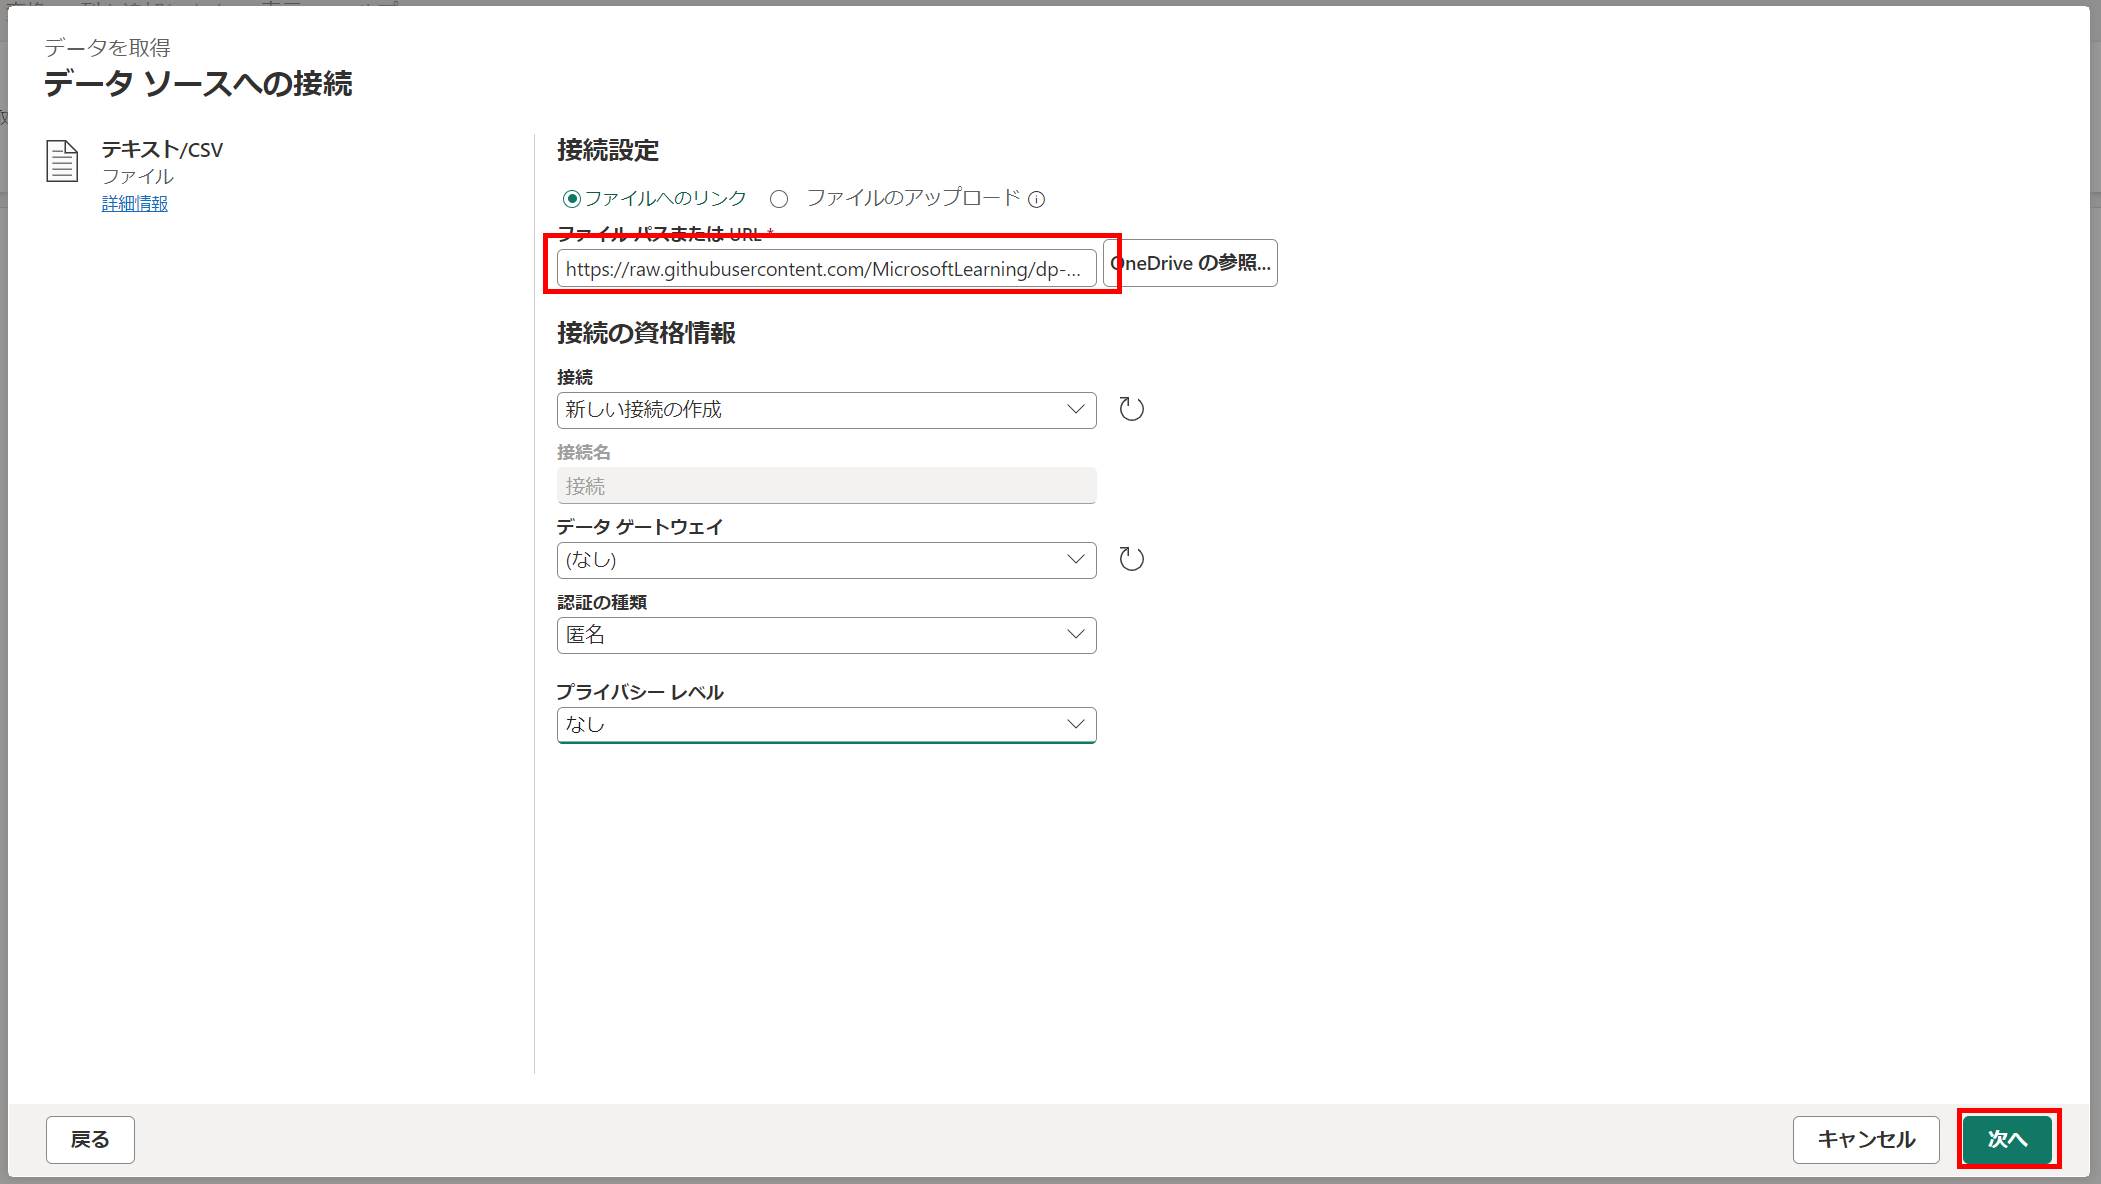 データを取得
データ ソースへの接続
テキスト/CSV
ファイル
詳細情報
接続設定
ファイルへのリンク
ファイルのアップロード
ファイル パスまたは URL *
https://raw.githubusercontent.com/MicrosoftLearning/dp-...
OneDrive の参照...
接続の資格情報
接続
新しい接続の作成
接続名
接続
データ ゲートウェイ
(なし)
認証の種類
匿名
プライバシー レベル
なし
戻る
キャンセル
次へ